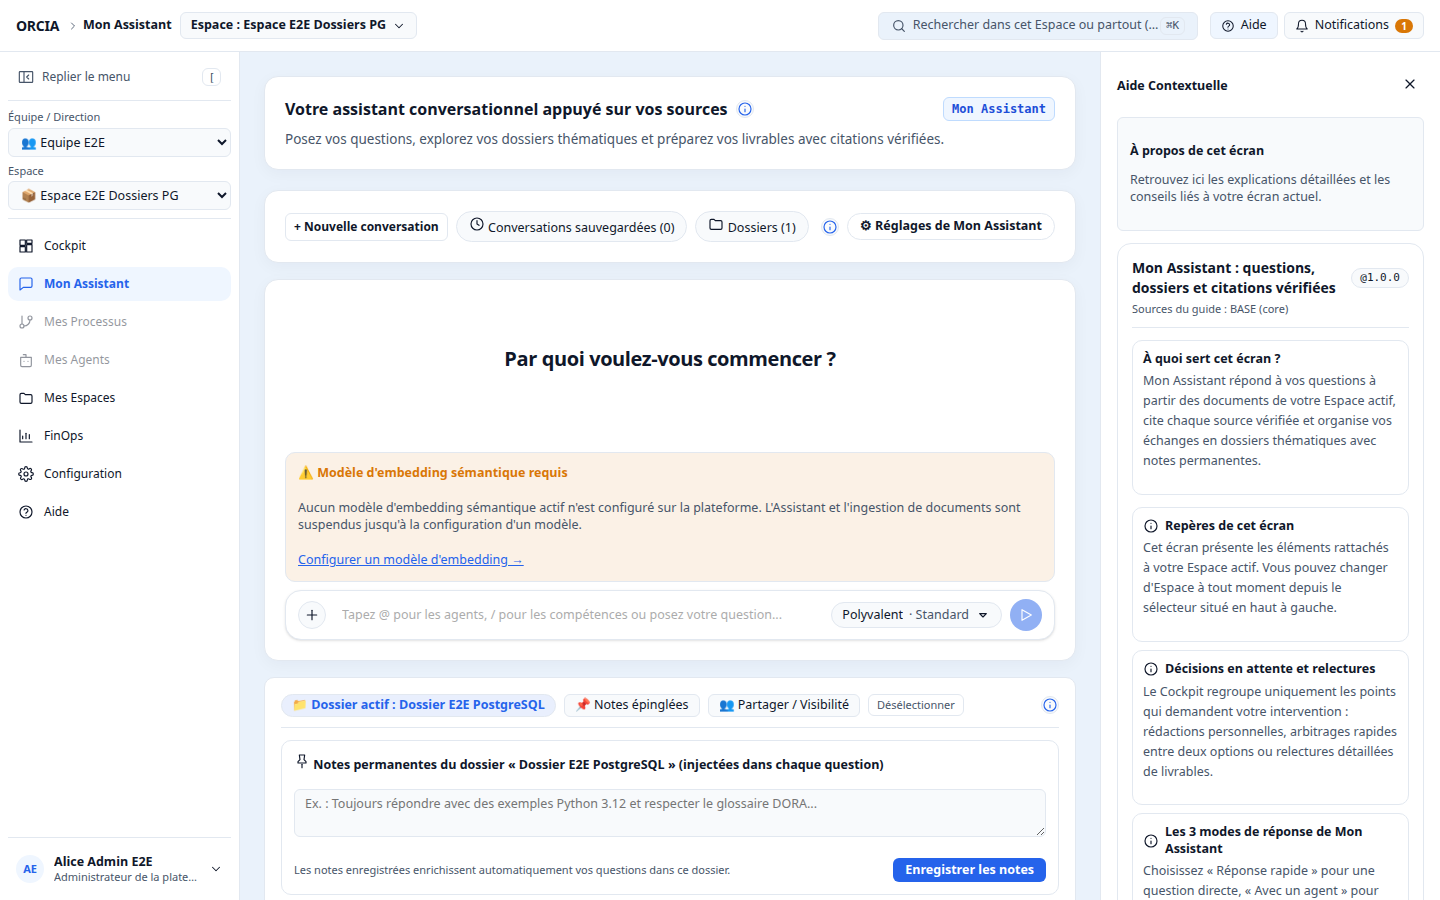 ORCIA
Mon Assistant
Espace : Espace E2E Dossiers PG
Rechercher dans cet Espace ou partout (... ⌘K
Aide
Notifications 1
Replier le menu [
Équipe / Direction
👥 Equipe E2E
Espace
📦 Espace E2E Dossiers PG
Cockpit
Mon Assistant
Mes Processus
Mes Agents
Mes Espaces
FinOps
Configuration
Aide
AE
Alice Admin E2E
Administrateur de la plate...
Votre assistant conversationnel appuyé sur vos sources
Mon Assistant
Posez vos questions, explorez vos dossiers thématiques et préparez vos livrables avec citations vérifiées.
+ Nouvelle conversation
Conversations sauvegardées (0)
Dossiers (1)
⚙ Réglages de Mon Assistant
Par quoi voulez-vous commencer ?
⚠️ Modèle d'embedding sémantique requis
Aucun modèle d'embedding sémantique actif n'est configuré sur la plateforme. L'Assistant et l'ingestion de documents sont
suspendus jusqu'à la configuration d'un modèle.
Configurer un modèle d'embedding →
Tapez @ pour les agents, / pour les compétences ou posez votre question...
Polyvalent · Standard
📁 Dossier actif : Dossier E2E PostgreSQL
📌 Notes épinglées
👥 Partager / Visibilité
Désélectionner
Notes permanentes du dossier « Dossier E2E PostgreSQL » (injectées dans chaque question)
Ex. : Toujours répondre avec des exemples Python 3.12 et respecter le glossaire DORA...
Les notes enregistrées enrichissent automatiquement vos questions dans ce dossier.
Enregistrer les notes
Aide Contextuelle
À propos de cet écran
Retrouvez ici les explications détaillées et les
conseils liés à votre écran actuel.
Mon Assistant : questions,
dossiers et citations vérifiées
@1.0.0
Sources du guide : BASE (core)
À quoi sert cet écran ?
Mon Assistant répond à vos questions à
partir des documents de votre Espace actif,
cite chaque source vérifiée et organise vos
échanges en dossiers thématiques avec
notes permanentes.
Repères de cet écran
Cet écran présente les éléments rattachés
à votre Espace actif. Vous pouvez changer
d'Espace à tout moment depuis le
sélecteur situé en haut à gauche.
Décisions en attente et relectures
Le Cockpit regroupe uniquement les points
qui demandent votre intervention :
rédactions personnelles, arbitrages rapides
entre deux options ou relectures détaillées
de livrables.
Les 3 modes de réponse de Mon
Assistant
Choisissez « Réponse rapide » pour une
question directe, « Avec un agent » pour